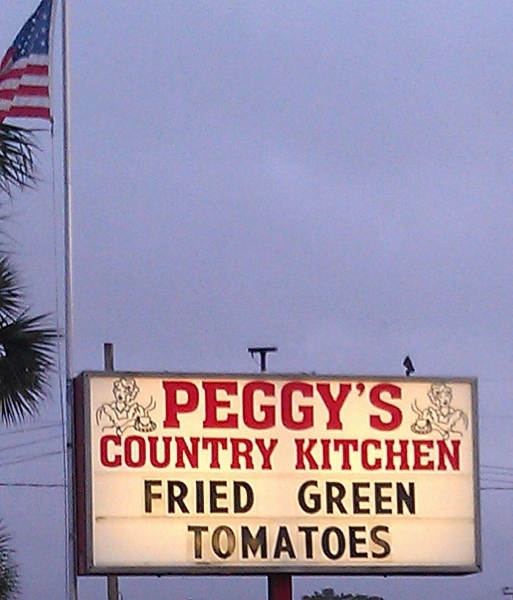 PEGGY'S
COUNTRY KITCHEN
FRIED GREEN
TOMATOES